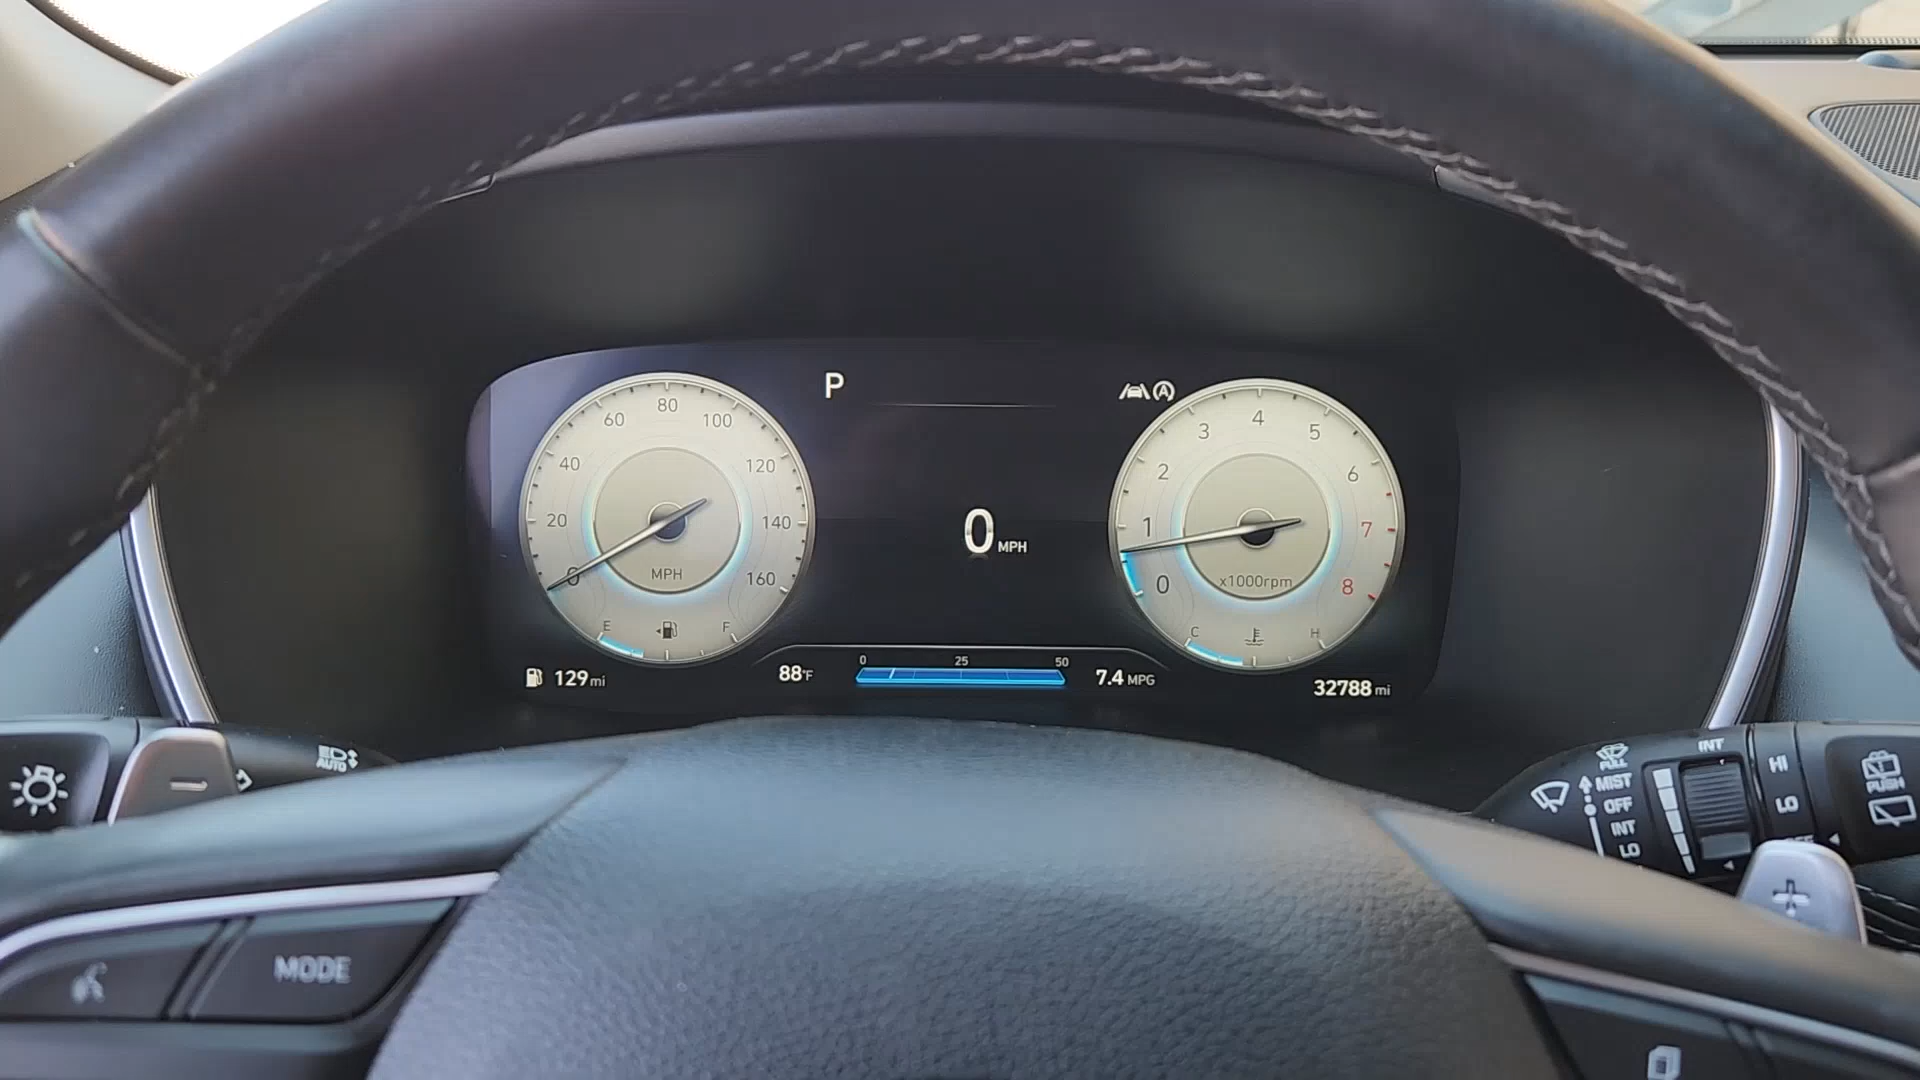 P
A
0 20 40 60 80 100 120 140 160
MPH
E F
0 MPH
0 1 2 3 4 5 6 7 8
x1000rpm
C H
129 mi
88°F
0 25 50
7.4 MPG
32788 mi
AUTO
MODE
PULL
MIST
OFF
INT
LO
INT
HI
LO
PUSH